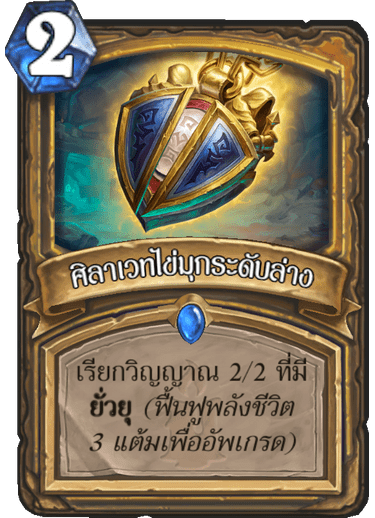 2
ศิลาเวทไข่มุกระดับล่าง
เรียกวิญญาณ 2/2 ที่มี
ยั่วยุ (ฟื้นฟูพลังชีวิต
3 แต้มเพื่ออัพเกรด)